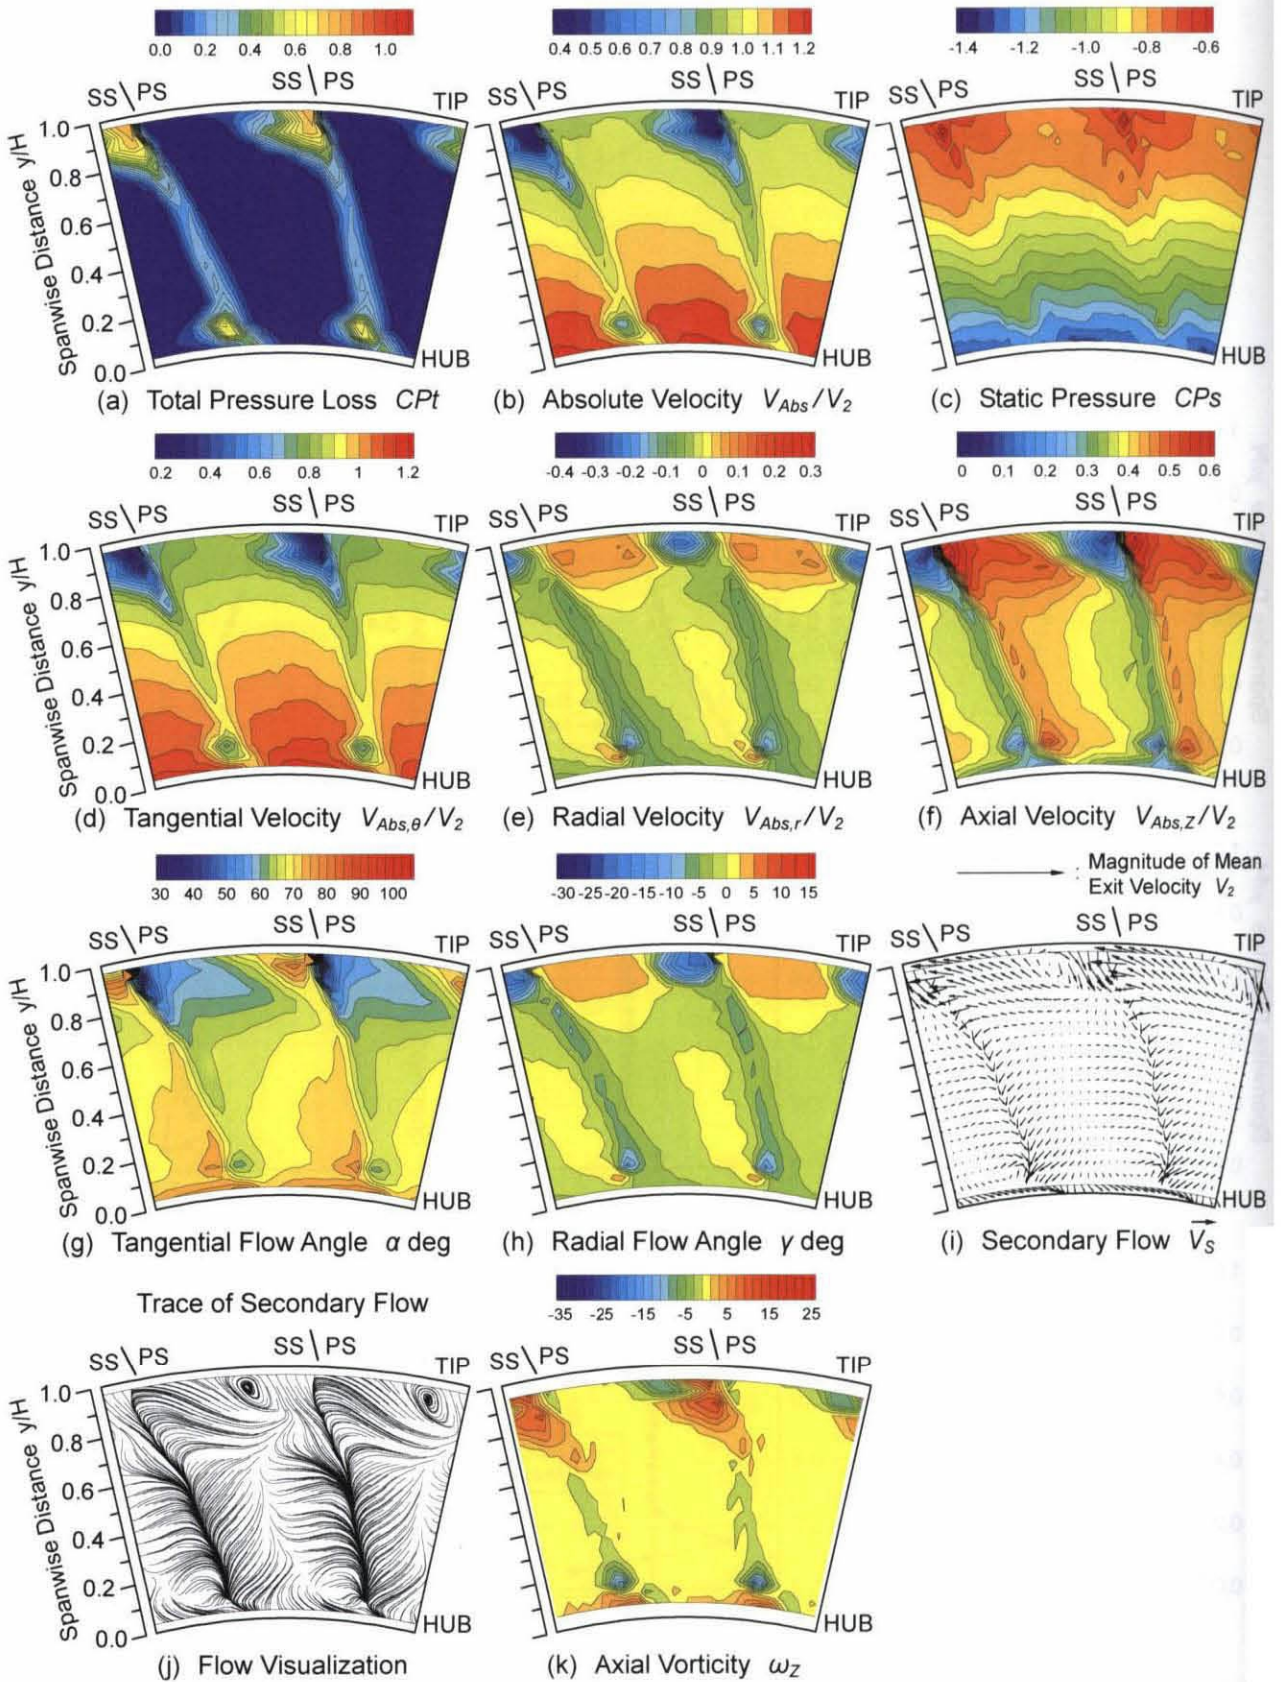 0.0 0.2 0.4 0.6 0.8 1.0
0.4 0.5 0.6 0.7 0.8 0.9 1.0 1.1 1.2
-1.4 -1.2 -1.0 -0.8 -0.6
SS \ PS SS \ PS TIP
SS \ PS SS \ PS TIP
SS \ PS SS \ PS TIP
Spanwise Distance y/H
1.0
0.8
0.6
0.4
0.2
0.0
HUB
HUB
HUB
(a) Total Pressure Loss CPt
(b) Absolute Velocity VAbs/V2
(c) Static Pressure CPs
0.2 0.4 0.6 0.8 1.0 1.2
-0.4 -0.3 -0.2 -0.1 0 0.1 0.2 0.3
0 0.1 0.2 0.3 0.4 0.5 0.6
SS \ PS SS \ PS TIP
SS \ PS SS \ PS TIP
SS \ PS SS \ PS TIP
Spanwise Distance y/H
1.0
0.8
0.6
0.4
0.2
0.0
HUB
HUB
HUB
(d) Tangential Velocity VAbs,θ/V2
(e) Radial Velocity VAbs,r/V2
(f) Axial Velocity VAbs,Z/V2
30 40 50 60 70 80 90 100
-30 -25 -20 -15 -10 -5 0 5 10 15
: Magnitude of Mean
Exit Velocity V2
SS \ PS SS \ PS TIP
SS \ PS SS \ PS TIP
SS \ PS SS \ PS TIP
Spanwise Distance y/H
1.0
0.8
0.6
0.4
0.2
0.0
HUB
HUB
HUB
(g) Tangential Flow Angle α deg
(h) Radial Flow Angle γ deg
(i) Secondary Flow VS
Trace of Secondary Flow
-35 -25 -15 -5 5 15 25
SS \ PS SS \ PS TIP
SS \ PS SS \ PS TIP
Spanwise Distance y/H
1.0
0.8
0.6
0.4
0.2
0.0
HUB
HUB
(j) Flow Visualization
(k) Axial Vorticity ωZ